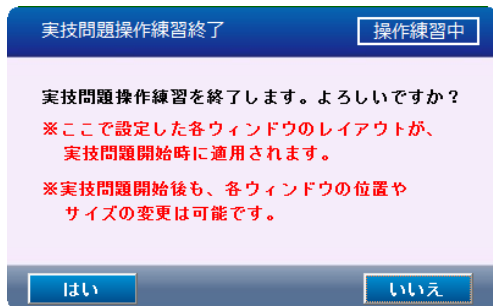 実技問題操作練習終了
操作練習中
実技問題操作練習を終了します。よろしいですか？
※ここで設定した各ウィンドウのレイアウトが、
実技問題開始時に適用されます。
※実技問題開始後も、各ウィンドウの位置や
サイズの変更は可能です。
はい
いいえ